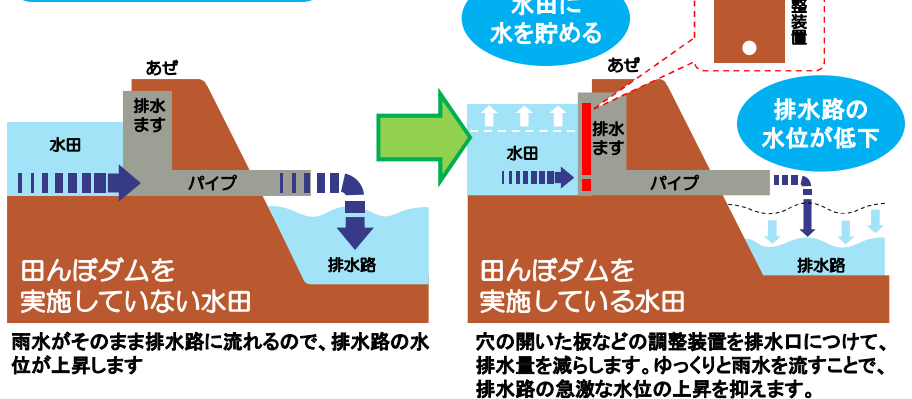 あぜ
排水
ます
水田
パイプ
排水路
田んぼダムを
実施していない水田
雨水がそのまま排水路に流れるので、排水路の水
位が上昇します
水田に
水を貯める
整装置
あぜ
排水路の
水位が低下
排水
ます
水田
パイプ
排水路
田んぼダムを
実施している水田
穴の開いた板などの調整装置を排水口につけて、
排水量を減らします。ゆっくりと雨水を流すことで、
排水路の急激な水位の上昇を抑えます。